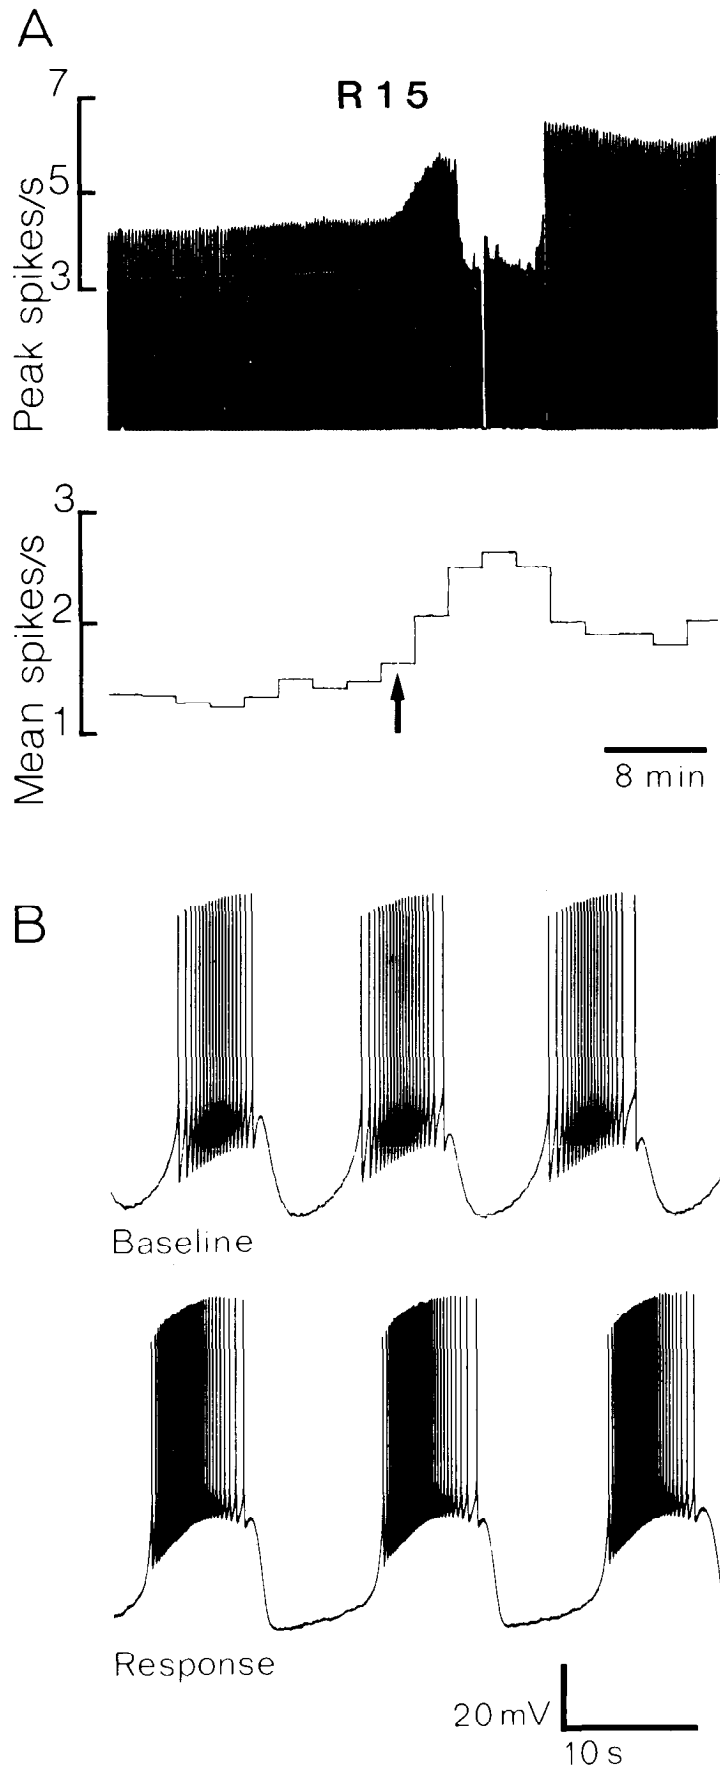 A
R15
7
5
3
Peak spikes/s
3
2
1
Mean spikes/s
8 min
B
Baseline
Response
20 mV
10 s